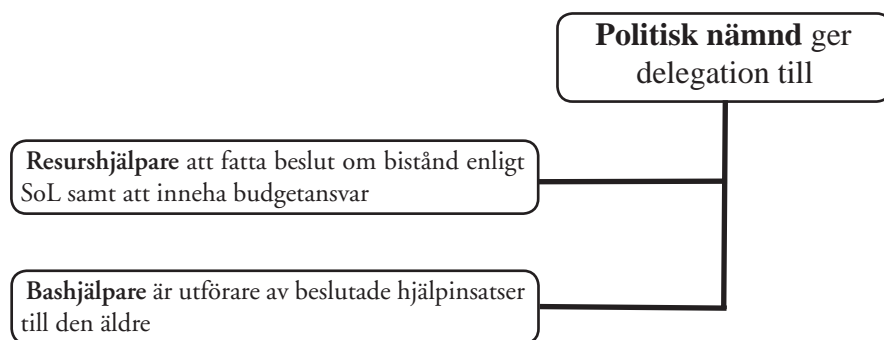 Politisk nämnd ger
delegation till
Resurshjälpare att fatta beslut om bistånd enligt
SoL samt att inneha budgetansvar
Bashjälpare är utförare av beslutade hjälpinsatser
till den äldre